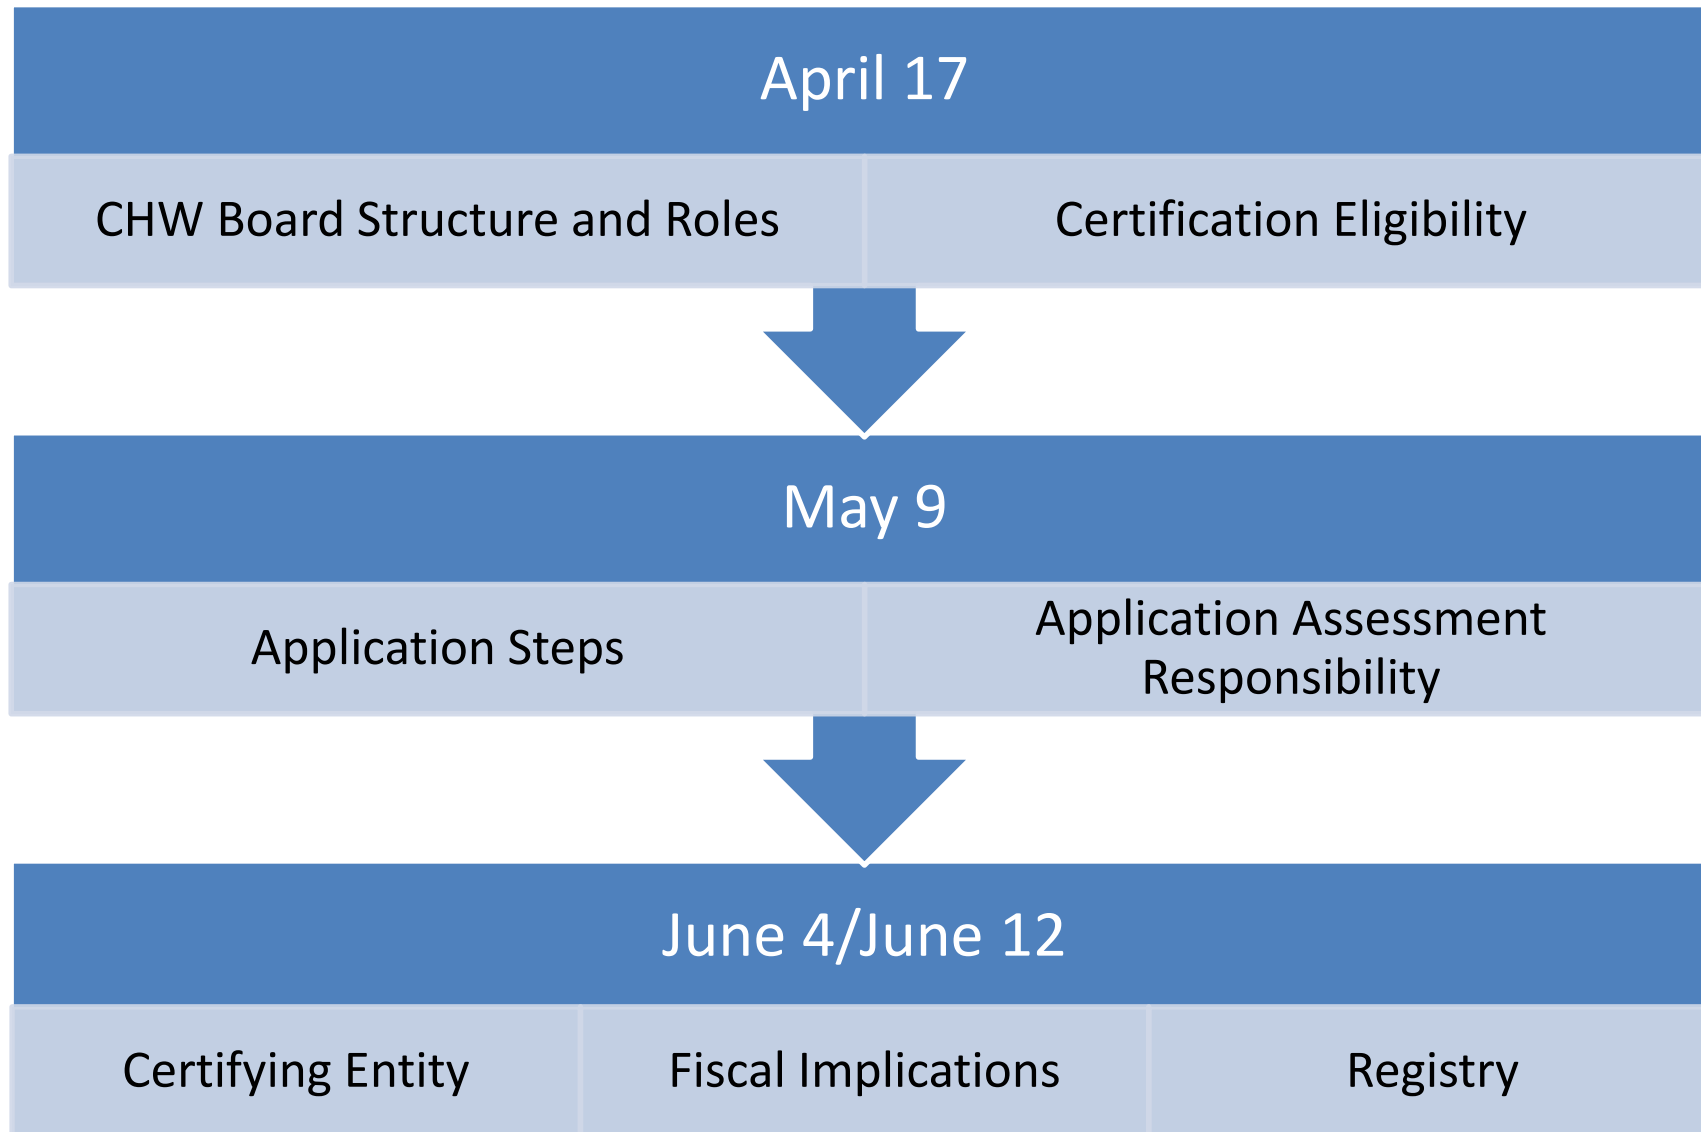 April 17
CHW Board Structure and Roles
Certification Eligibility
May 9
Application Steps
Application Assessment
Responsibility
June 4/June 12
Certifying Entity
Fiscal Implications
Registry